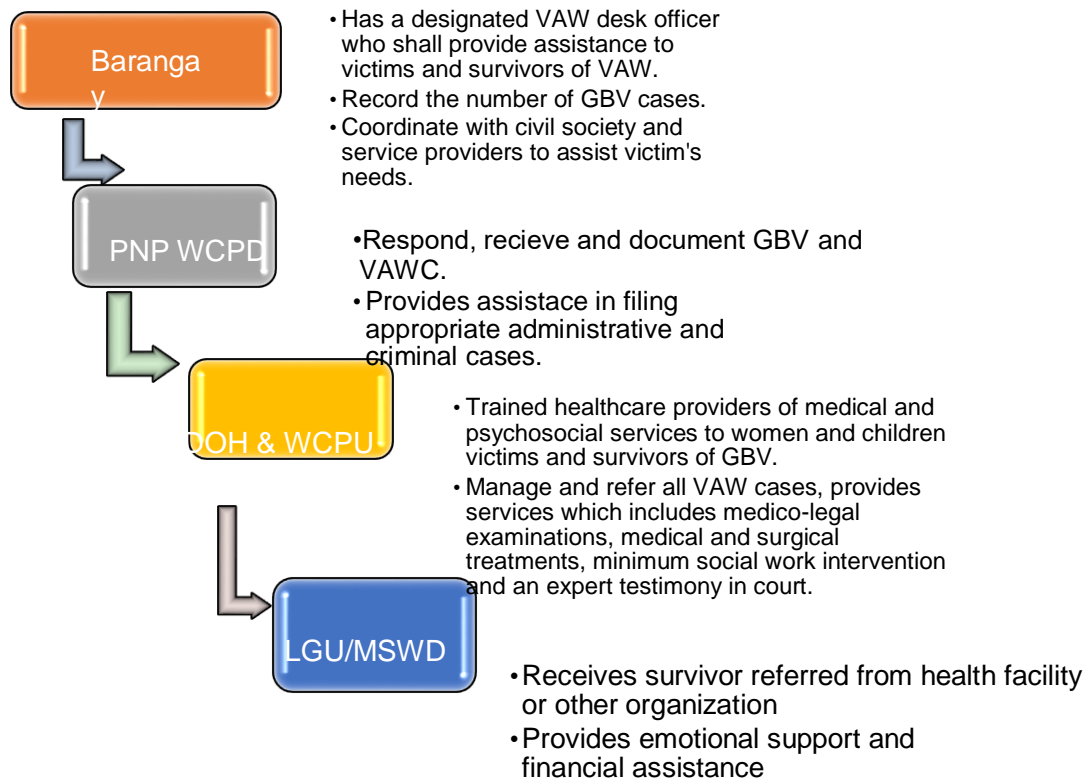 Baranga
y
• Has a designated VAW desk officer
who shall provide assistance to
victims and survivors of VAW.
• Record the number of GBV cases.
• Coordinate with civil society and
service providers to assist victim's
needs.
PNP WCPD
•Respond, recieve and document GBV and
VAWC.
• Provides assistace in filing
appropriate administrative and
criminal cases.
DOH & WCPU
• Trained healthcare providers of medical and
psychosocial services to women and children
victims and survivors of GBV.
• Manage and refer all VAW cases, provides
services which includes medico-legal
examinations, medical and surgical
treatments, minimum social work intervention
and an expert testimony in court.
LGU/MSWD
•Receives survivor referred from health facility
or other organization
•Provides emotional support and
financial assistance